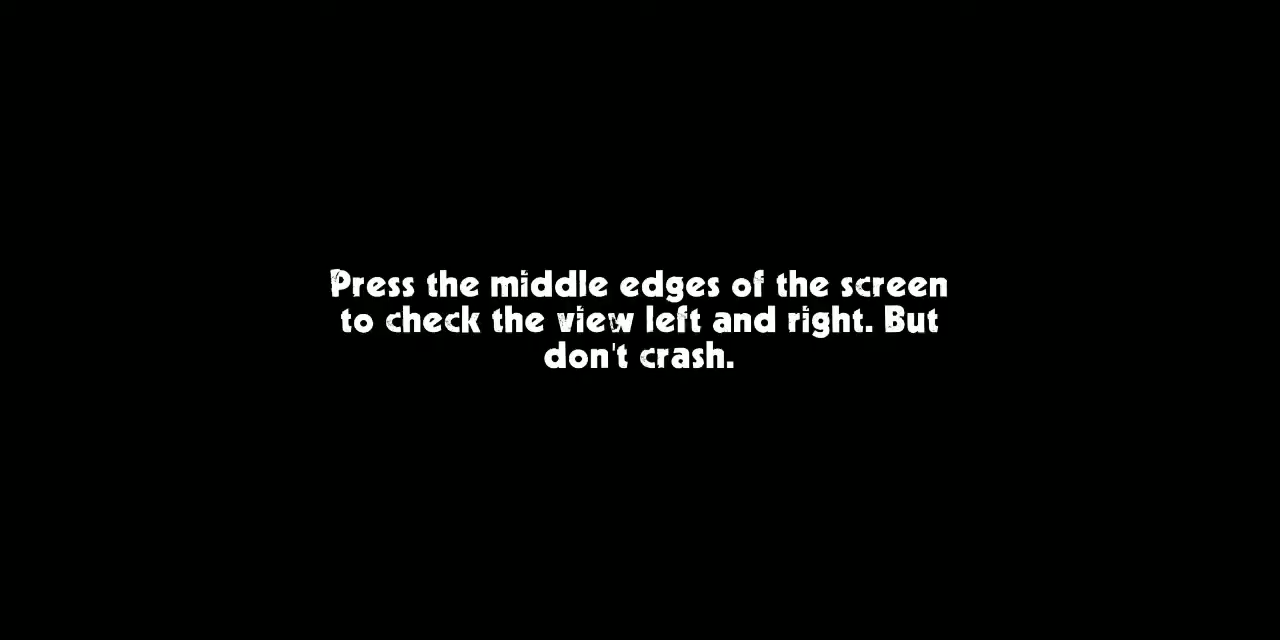 Press the middle edges of the screen
to check the view left and right. But
don't crash.